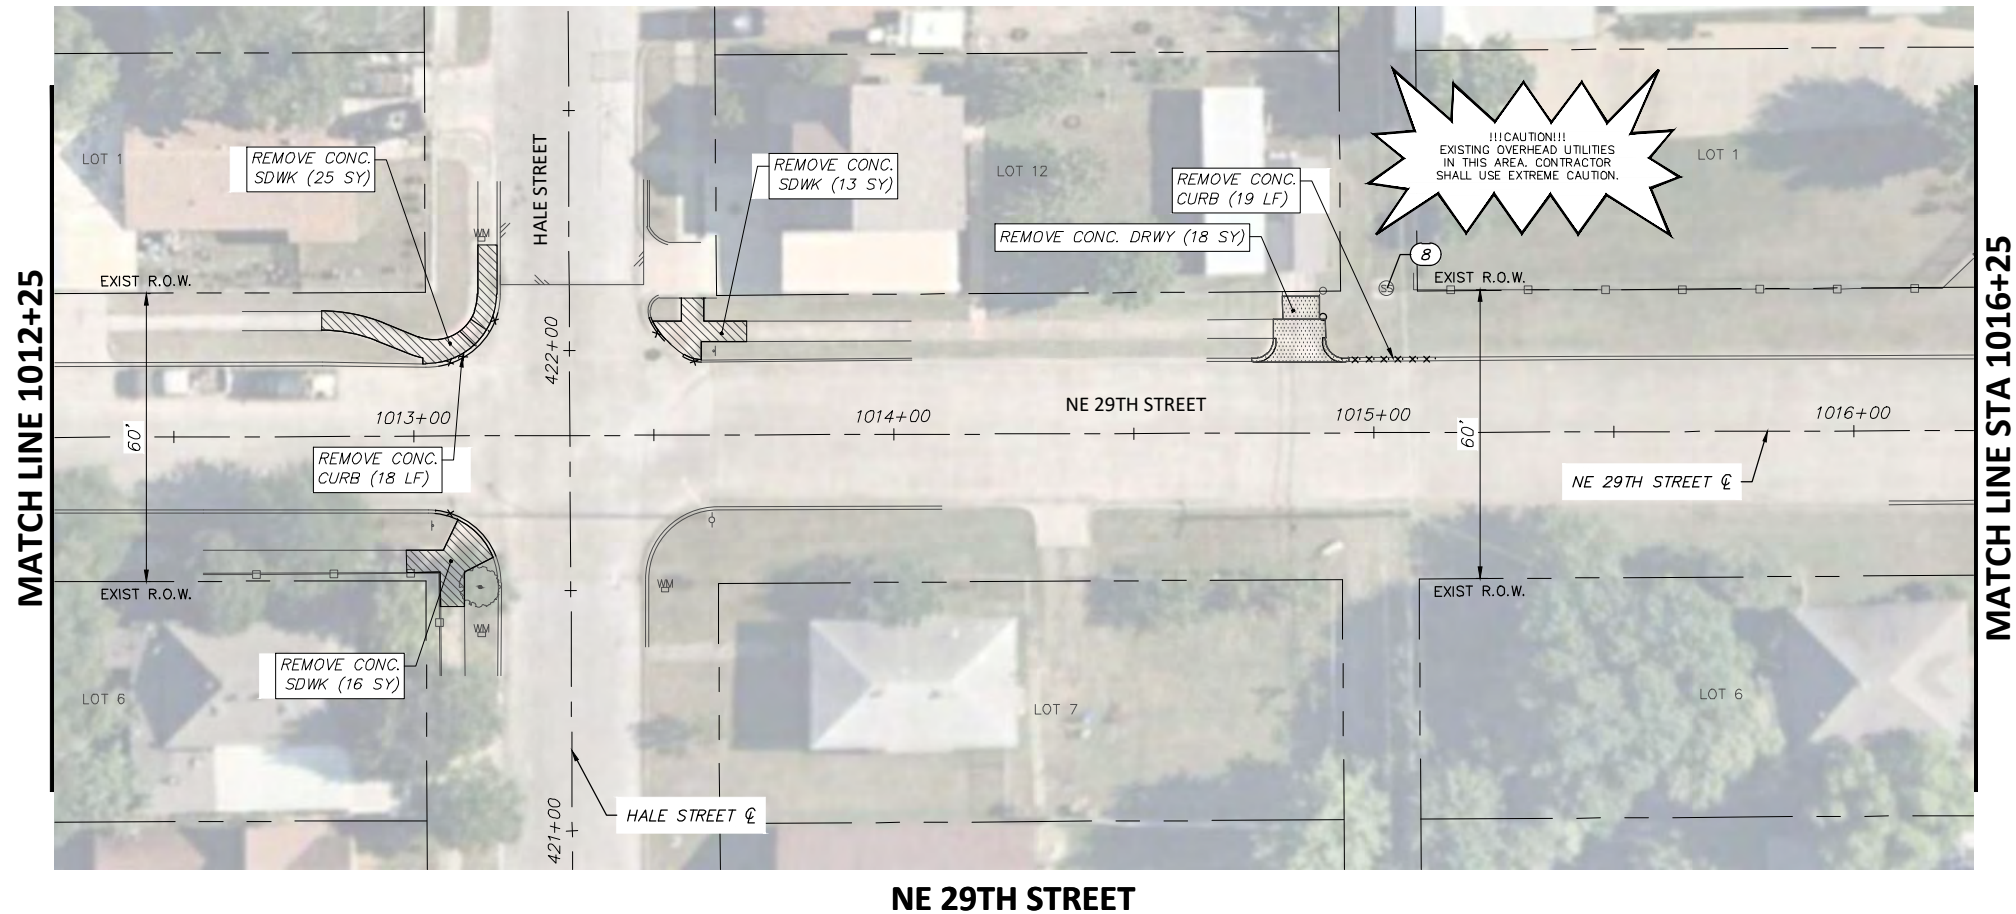 MATCH LINE 1012+25
MATCH LINE STA 1016+25
HALE STREET
LOT 1
REMOVE CONC.
SDWK (25 SY)
REMOVE CONC.
SDWK (13 SY)
LOT 12
REMOVE CONC.
CURB (19 LF)
REMOVE CONC. DRWY (18 SY)
!!!CAUTION!!!
EXISTING OVERHEAD UTILITIES
IN THIS AREA. CONTRACTOR
SHALL USE EXTREME CAUTION.
LOT 1
WM
8
SS
EXIST R.O.W.
EXIST R.O.W.
422+00
60'
1013+00
1014+00
NE 29TH STREET
1015+00
60'
1016+00
REMOVE CONC.
CURB (18 LF)
NE 29TH STREET ℄
EXIST R.O.W.
WM
EXIST R.O.W.
WM
REMOVE CONC.
SDWK (16 SY)
LOT 6
LOT 7
LOT 6
421+00
HALE STREET ℄
NE 29TH STREET